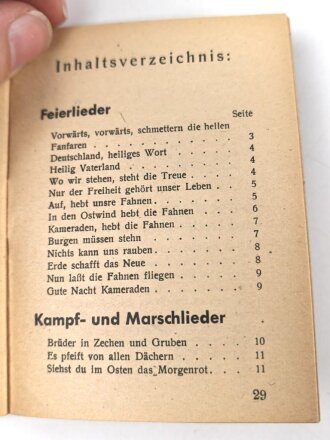 Inhaltsverzeichnis:
Feierlieder
Seite
Vorwärts, vorwärts, schmettern die hellen
Fanfaren . . . . . . . . . . 3
Deutschland, heiliges Wort . . . . . . 4
Heilig Vaterland . . . . . . . . 4
Wo wir stehen, steht die Treue . . . . 4
Nur der Freiheit gehört unser Leben . . . 5
Auf, hebt unsre Fahnen . . . . . . 5
In den Ostwind hebt die Fahnen . . . . 6
Kameraden, hebt die Fahnen . . . . . 7
Burgen müssen stehn . . . . . . . 7
Nichts kann uns rauben . . . . . . 8
Erde schafft das Neue . . . . . . . 8
Nun laßt die Fahnen fliegen . . . . . 9
Gute Nacht Kameraden . . . . . . 9
Kampf- und Marschlieder
Brüder in Zechen und Gruben . . . . 10
Es pfeift von allen Dächern . . . . . 11
Siehst du im Osten das Morgenrot . . . 11
29